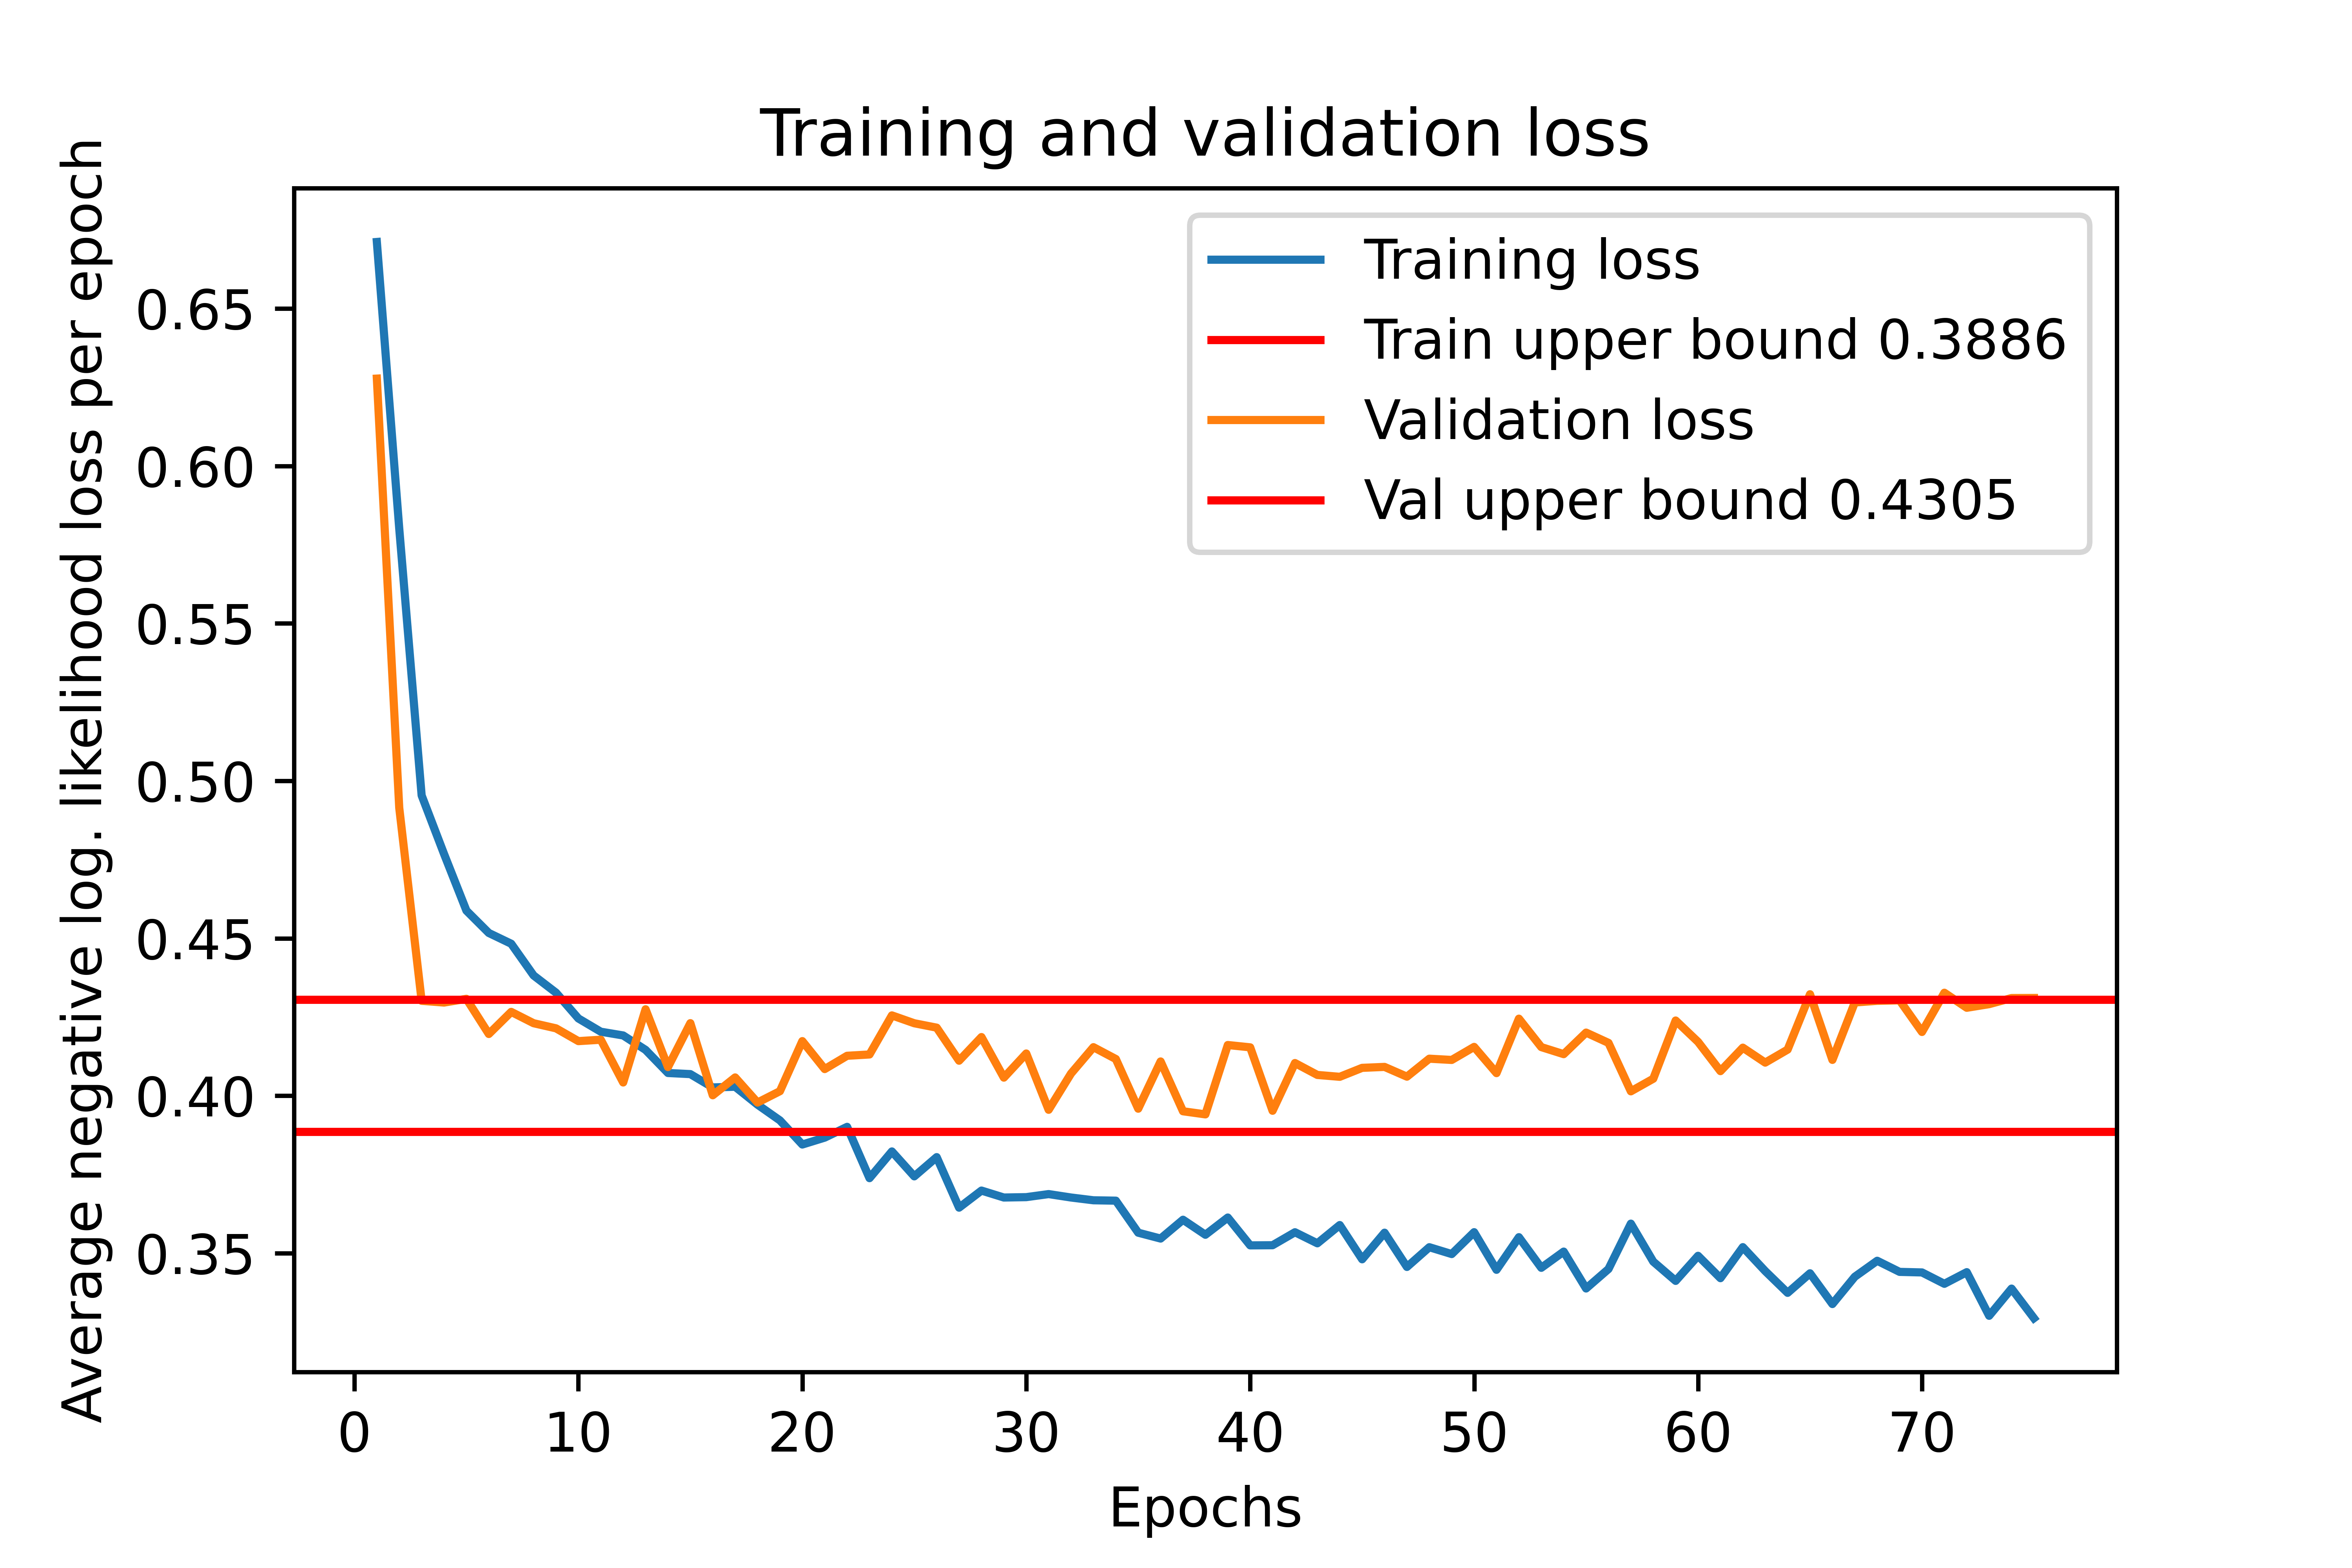 Training and validation loss
Average negative log. likelihood loss per epoch
0.65
0.60
0.55
0.50
0.45
0.40
0.35
Training loss
Train upper bound 0.3886
Validation loss
Val upper bound 0.4305
0 10 20 30 40 50 60 70
Epochs